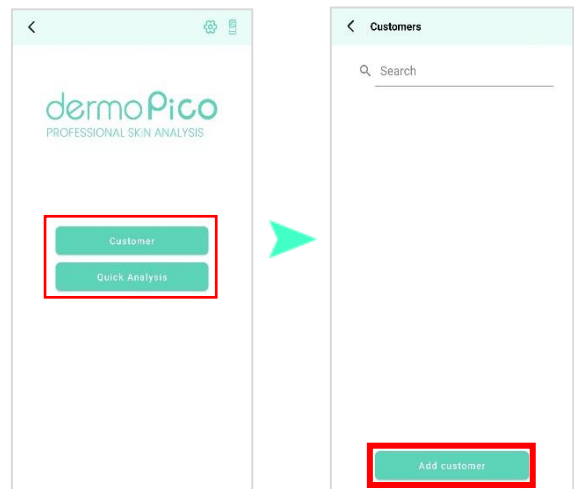 dermoPico
PROFESSIONAL SKIN ANALYSIS
Customer
Quick Analysis
Customers
Search
Add customer